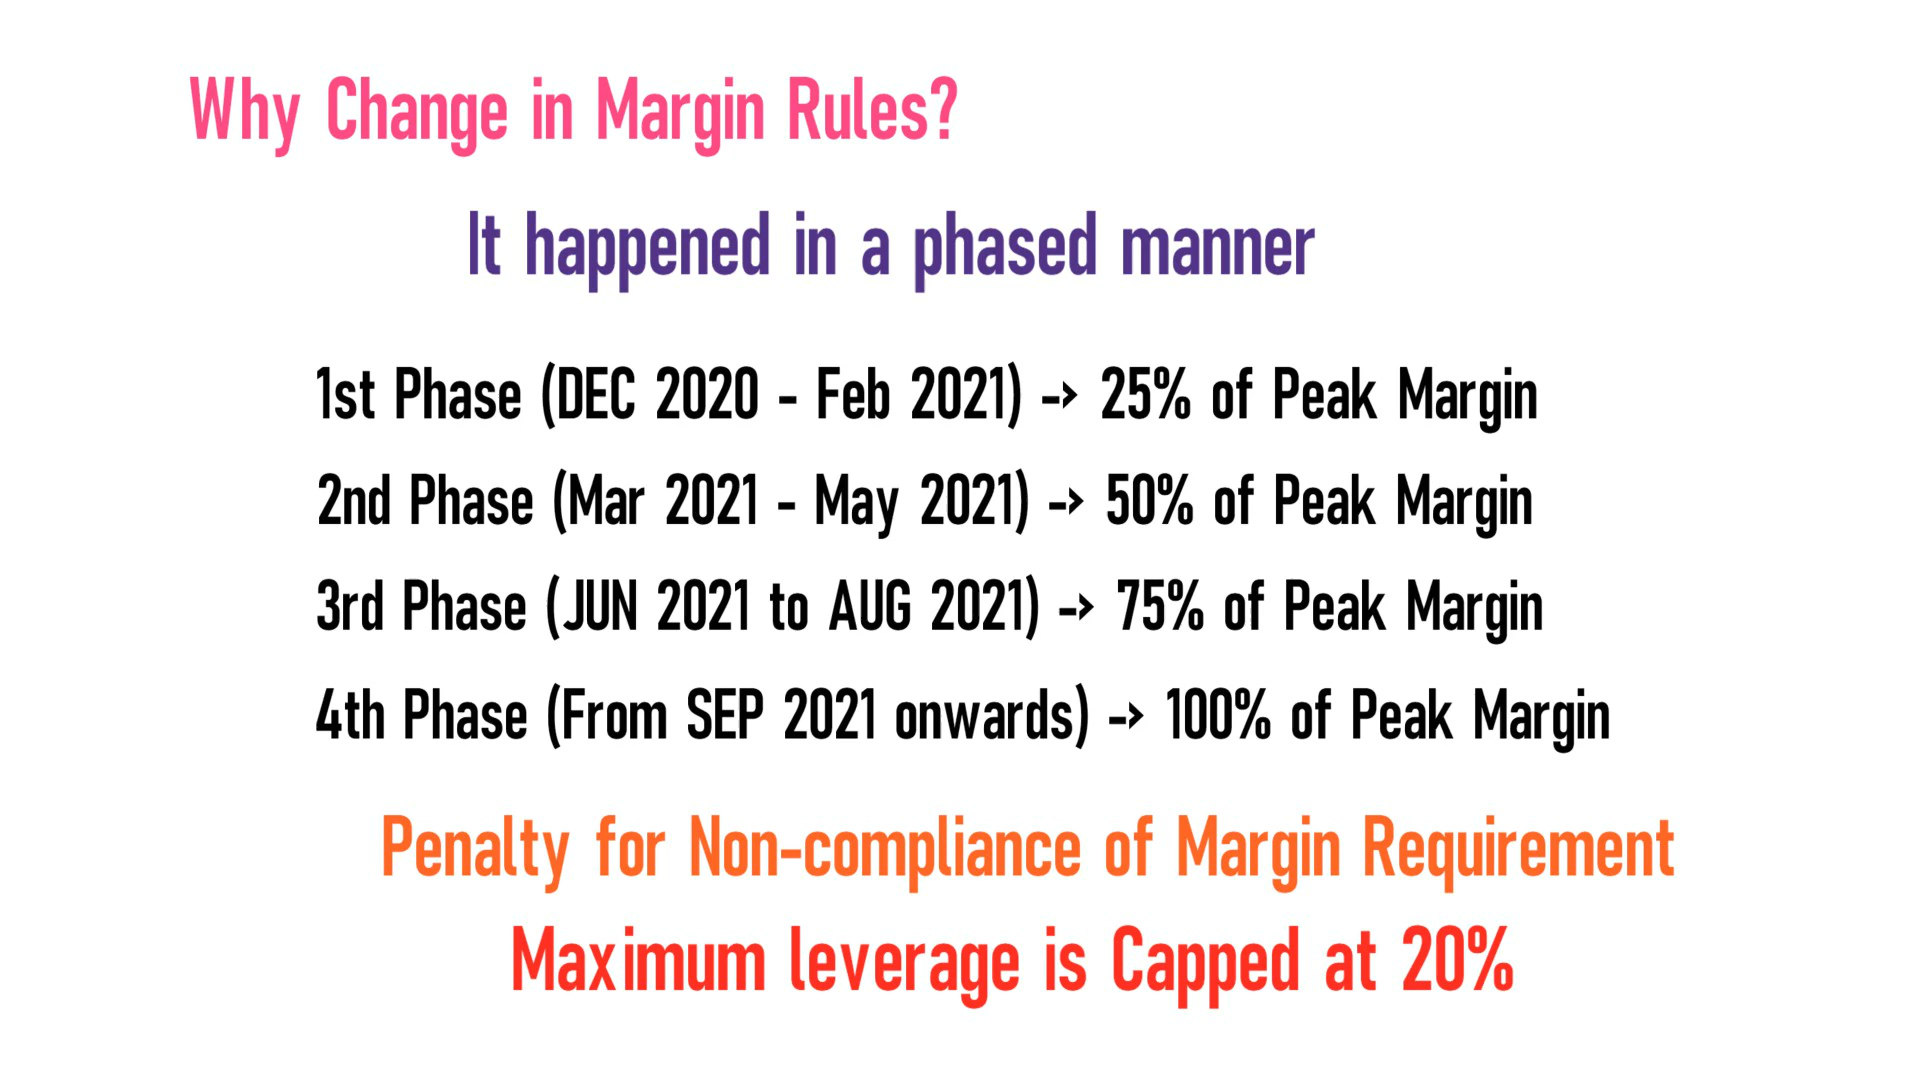 Why Change in Margin Rules?
It happened in a phased manner
1st Phase (DEC 2020 - Feb 2021) -> 25% of Peak Margin
2nd Phase (Mar 2021 - May 2021) -> 50% of Peak Margin
3rd Phase (JUN 2021 to AUG 2021) -> 75% of Peak Margin
4th Phase (From SEP 2021 onwards) -> 100% of Peak Margin
Penalty for Non-compliance of Margin Requirement
Maximum leverage is Capped at 20%